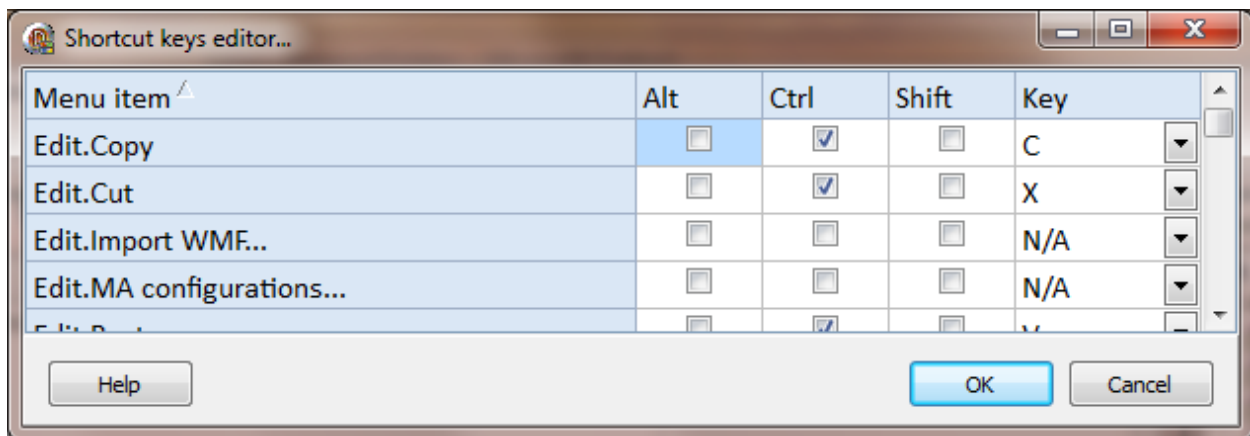 Shortcut keys editor...
Menu item Alt Ctrl Shift Key
Edit.Copy C
Edit.Cut X
Edit.Import WMF... N/A
Edit.MA configurations... N/A
Help OK Cancel